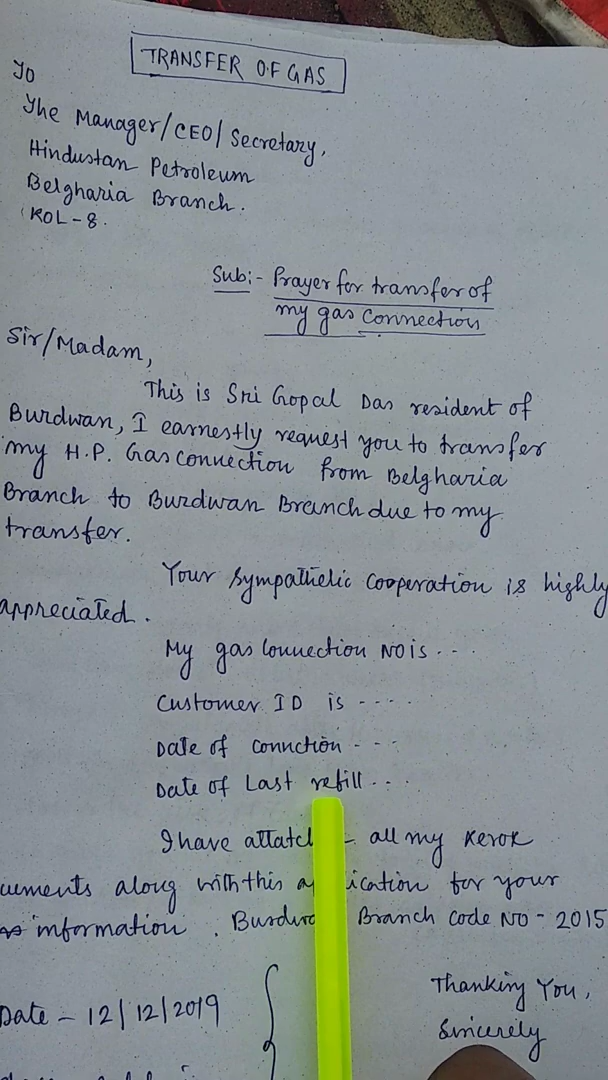 TRANSFER OF GAS
To
The Manager/CEO/Secretary,
Hindustan Petroleum
Belgharia Branch.
KOL-8.
Sub:- Prayer for transfer of
my gas connection
Sir/Madam,
This is Sri Gopal Das resident of
Burdwan, I earnestly request you to transfer
my H.P. Gas connection from Belgharia
Branch to Burdwan Branch due to my
transfer.
Your sympathetic cooperation is highly
appreciated.
My gas connection No is ...
Customer ID is ....
Date of connction ...
Date of Last refill ...
I have all my xerox
uments along with this for your
information. Branch code No - 2015
Date - 12/12/2019
Thanking You,
Sincerely